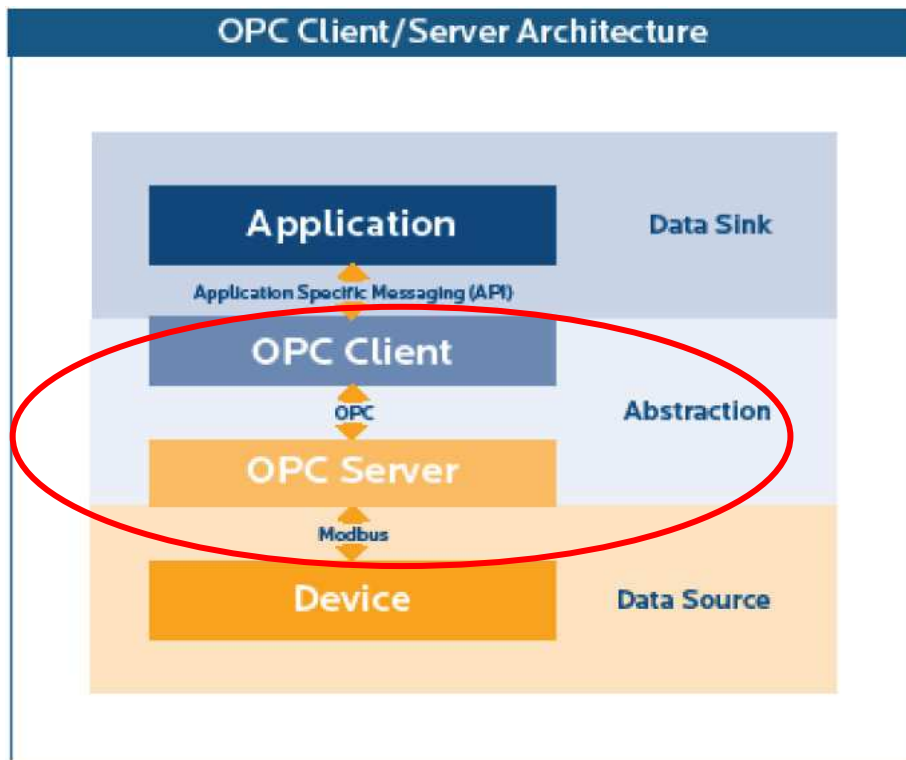 OPC Client/Server Architecture
Application
Data Sink
Application Specific Messaging (API)
OPC Client
OPC
Abstraction
OPC Server
Modbus
Device
Data Source